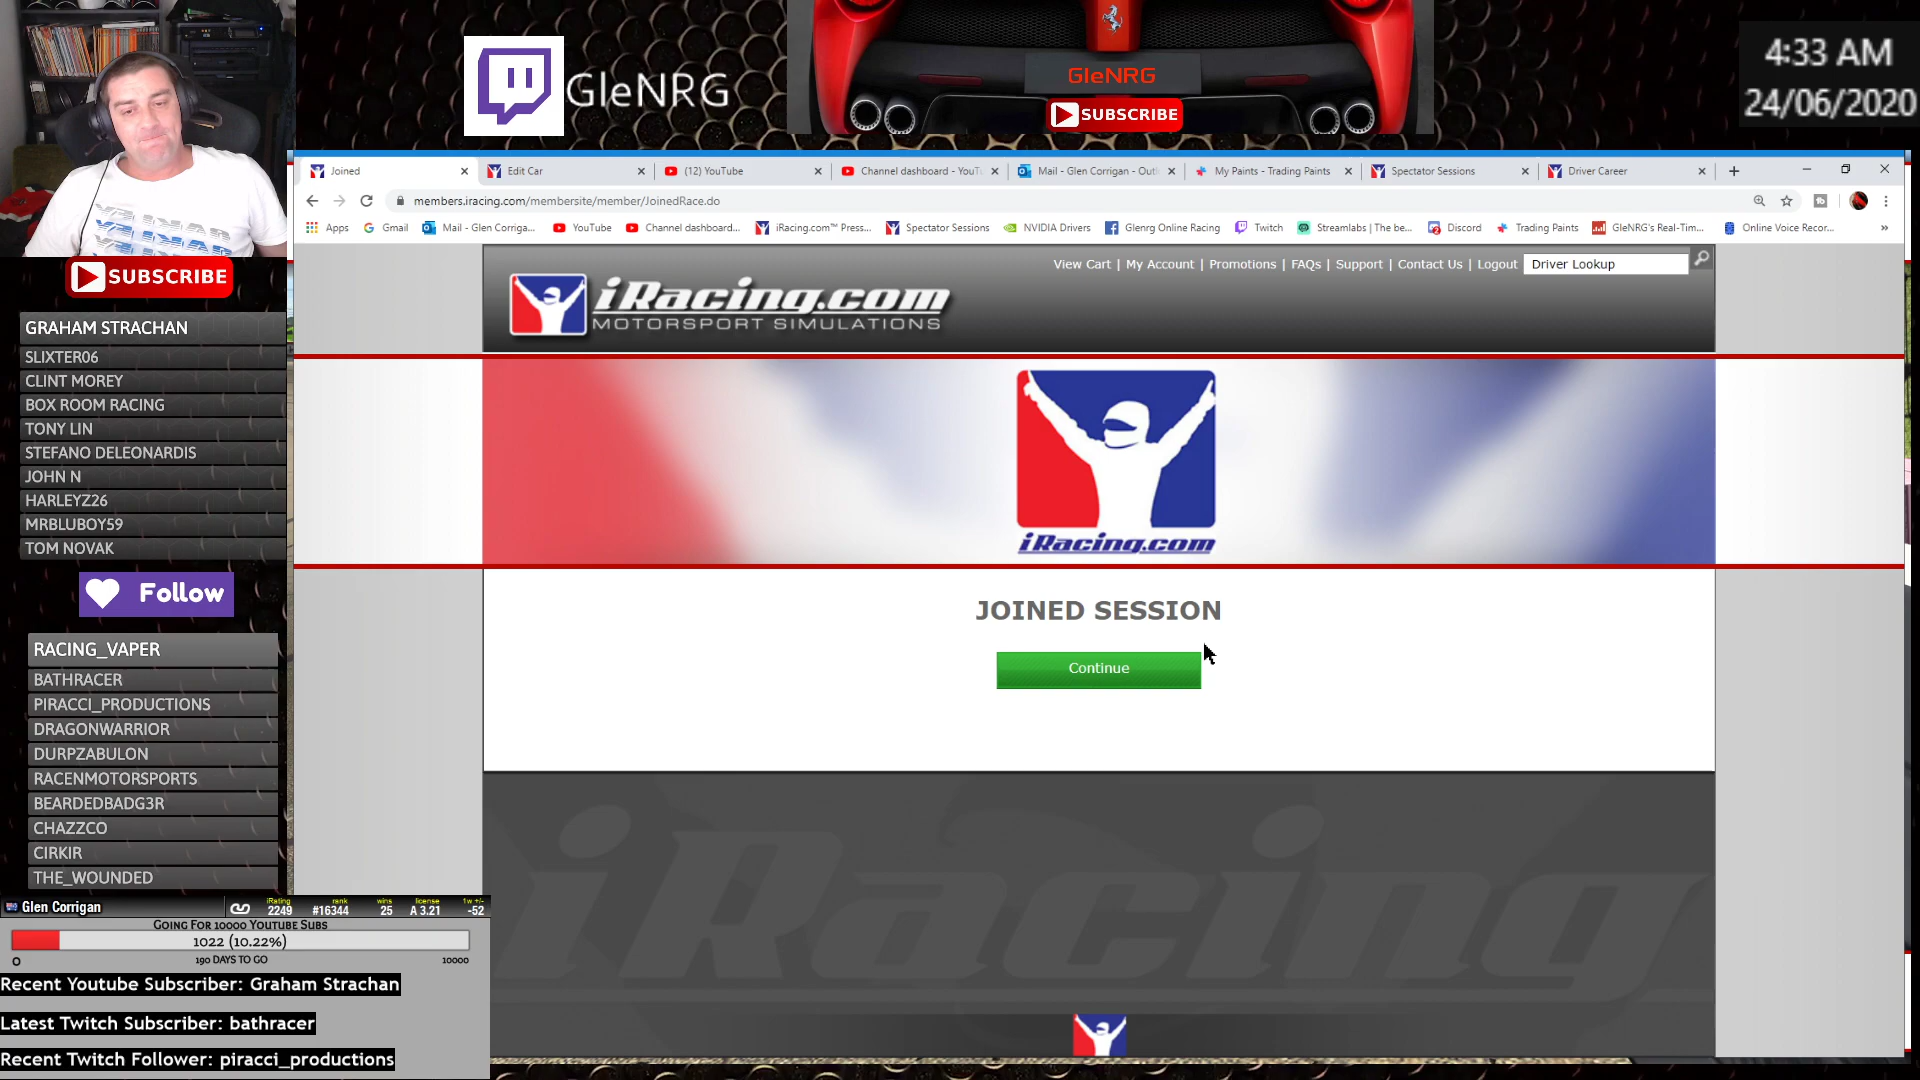 GleNRG
GleNRG
SUBSCRIBE
4:33 AM
24/06/2020
SUBSCRIBE
GRAHAM STRACHAN
SLIXTER06
CLINT MOREY
BOX ROOM RACING
TONY LIN
STEFANO DELEONARDIS
JOHN N
HARLEYZ26
MRBLUBOY59
TOM NOVAK
Follow
RACING_VAPER
BATHRACER
PIRACCI_PRODUCTIONS
DRAGONWARRIOR
DURPZABULON
RACENMOTORSPORTS
BEARDEDBADG3R
CHAZZCO
CIRKIR
THE_WOUNDED
Glen Corrigan
iRating rank wins license 1w +/-
2249 #16344 25 A 3.21 -52
Going For 10000 Youtube Subs
1022 (10.22%)
0 190 DAYS TO GO 10000
Recent Youtube Subscriber: Graham Strachan
Latest Twitch Subscriber: bathracer
Recent Twitch Follower: piracci_productions
Joined
Edit Car
(12) YouTube
Channel dashboard - YouT
Mail - Glen Corrigan - Out
My Paints - Trading Paints
Spectator Sessions
Driver Career
members.iracing.com/membersite/member/JoinedRace.do
Apps
Gmail
Mail - Glen Corriga...
YouTube
Channel dashboard...
iRacing.com™ Press...
Spectator Sessions
NVIDIA Drivers
Glenrg Online Racing
Twitch
Streamlabs | The be...
Discord
Trading Paints
GleNRG's Real-Tim...
Online Voice Recor...
View Cart | My Account | Promotions | FAQs | Support | Contact Us | Logout
Driver Lookup
iRacing.com
MOTORSPORT SIMULATIONS
iRacing.com
JOINED SESSION
Continue
iRacing